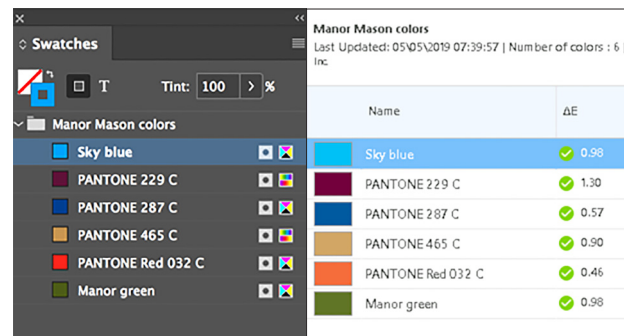 Swatches
T Tint: 100 %
Manor Mason colors
Sky blue
PANTONE 229 C
PANTONE 287 C
PANTONE 465 C
PANTONE Red 032 C
Manor green
Manor Mason colors
Last Updated: 05\05\2019 07:39:57 | Number of colors : 6 |
Inc.
Name ΔE
Sky blue 0.98
PANTONE 229 C 1.30
PANTONE 287 C 0.57
PANTONE 465 C 0.90
PANTONE Red 032 C 0.46
Manor green 0.98